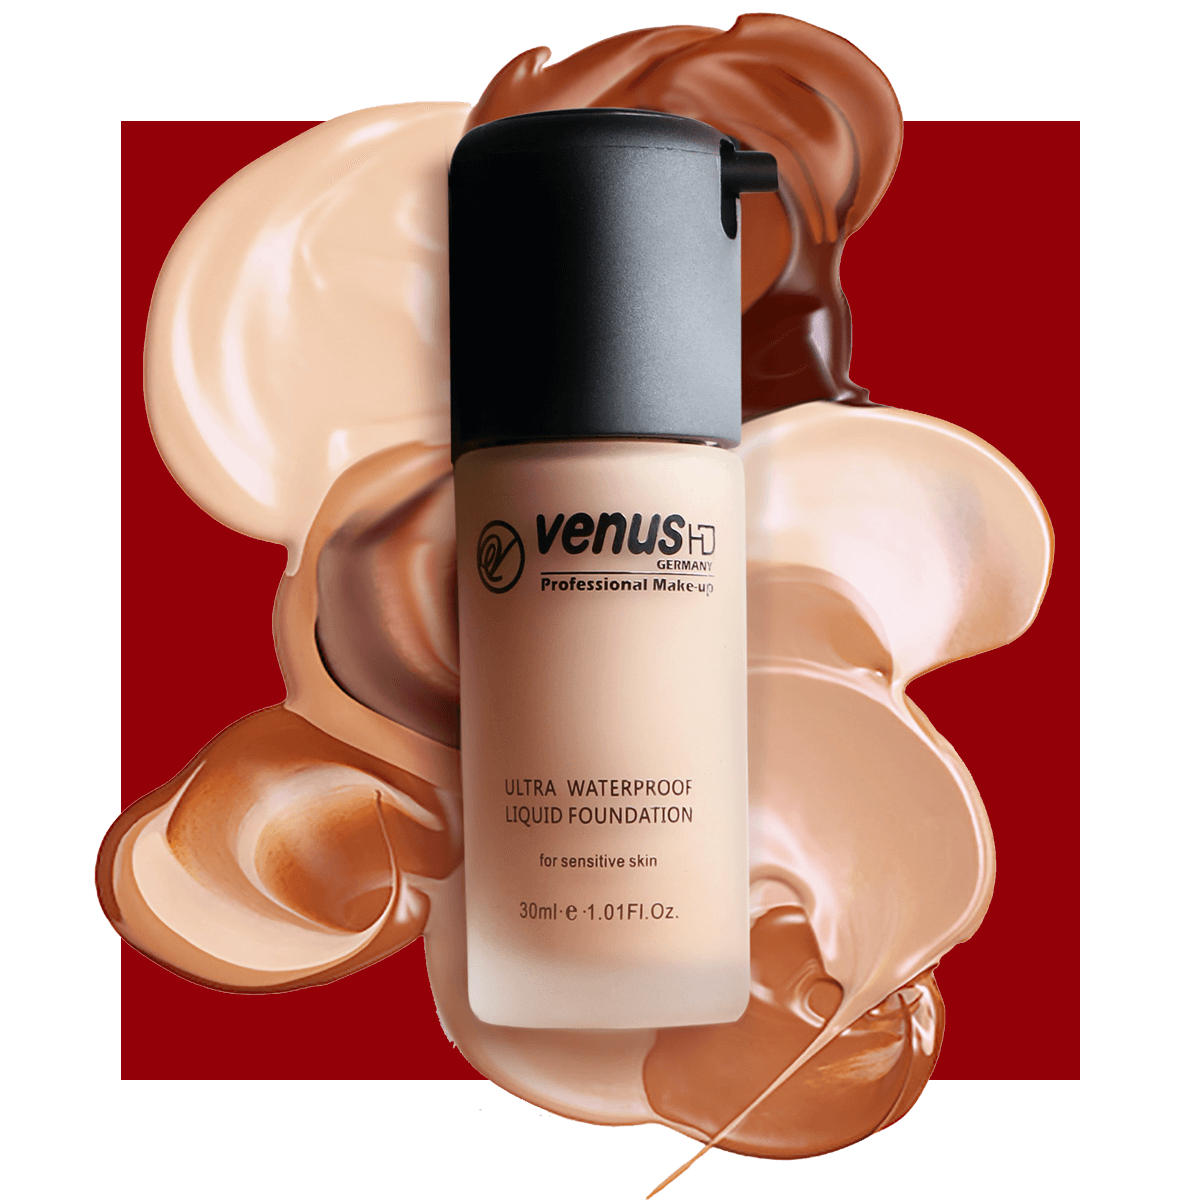 venus HD
GERMANY
Professional Make-up
ULTRA WATERPROOF
LIQUID FOUNDATION
for sensitive skin
30ml·e·1.01Fl.Oz.